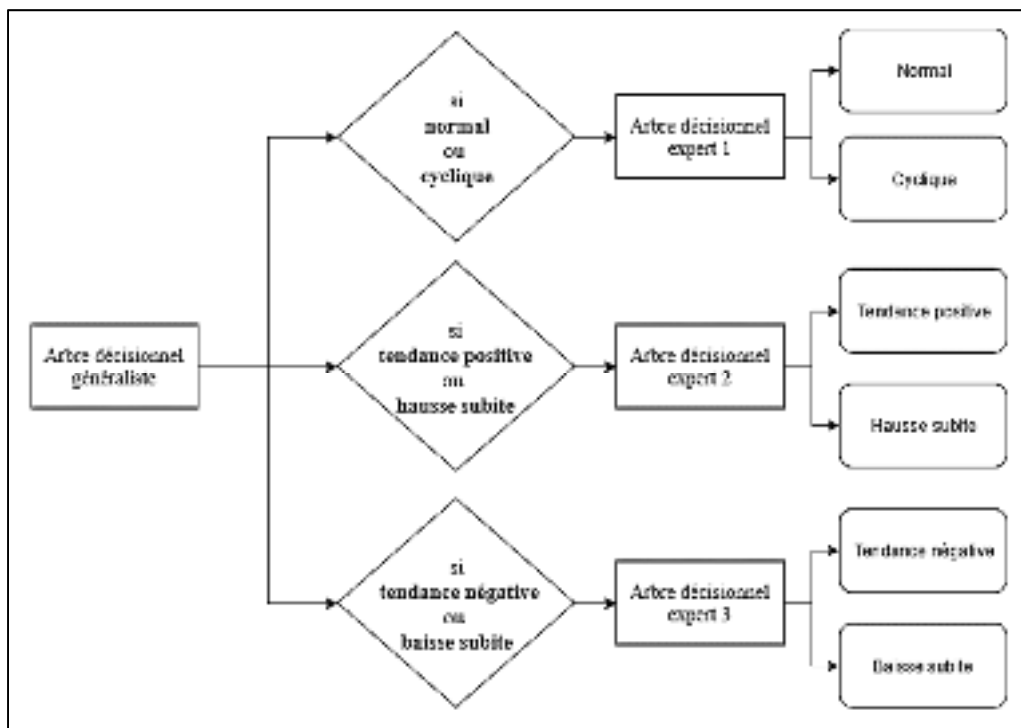 Arbre décisionnel
généraliste
si
normal
ou
cyclique
Arbre décisionnel
expert 1
Normal
Cyclique
si
tendance positive
ou
hausse subite
Arbre décisionnel
expert 2
Tendance positive
Hausse subite
si
tendance négative
ou
baisse subite
Arbre décisionnel
expert 3
Tendance négative
Baisse subite